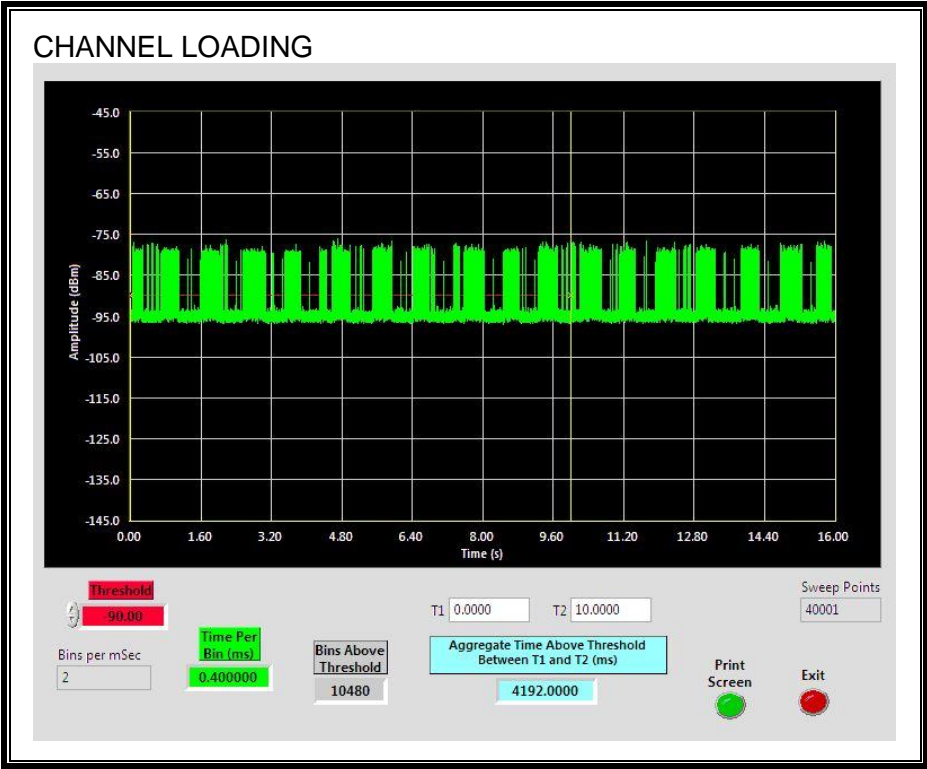 CHANNEL LOADING
-45.0
-55.0
-65.0
-75.0
-85.0
-95.0
-105.0
-115.0
-125.0
-135.0
-145.0
Amplitude (dBm)
0.00 1.60 3.20 4.80 6.40 8.00 9.60 11.20 12.80 14.40 16.00
Time (s)
Threshold
-90.00
Bins per mSec
2
Time Per
Bin (ms)
0.400000
Bins Above
Threshold
10480
T1 0.0000 T2 10.0000
Aggregate Time Above Threshold
Between T1 and T2 (ms)
4192.0000
Sweep Points
40001
Print
Screen
Exit